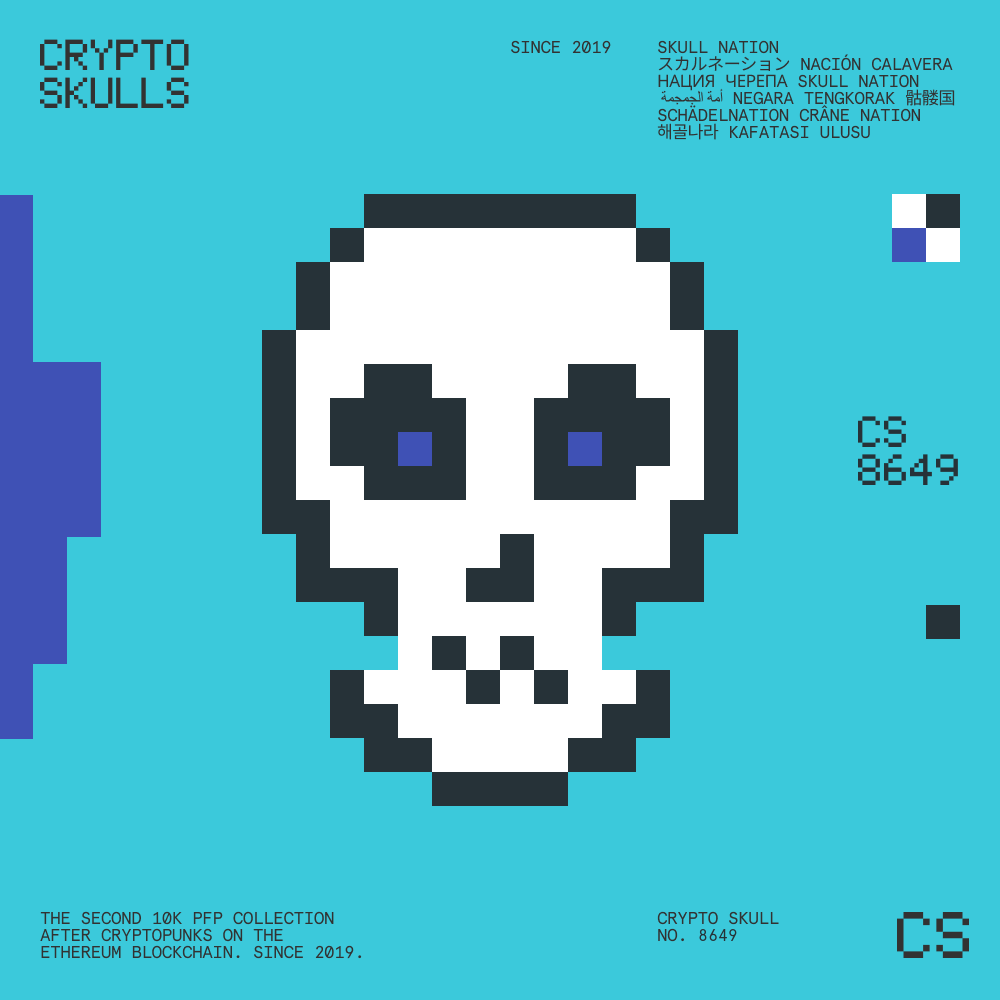 CRYPTO
SKULLS
SINCE 2019
SKULL NATION
スカルネーション NACIÓN CALAVERA
НАЦИЯ ЧЕРЕПА SKULL NATION
أمة الجمجمة NEGARA TENGKORAK 骷髅国
SCHÄDELNATION CRÂNE NATION
해골나라 KAFATASI ULUSU
CS
8649
THE SECOND 10K PFP COLLECTION
AFTER CRYPTOPUNKS ON THE
ETHEREUM BLOCKCHAIN. SINCE 2019.
CRYPTO SKULL
NO. 8649
CS